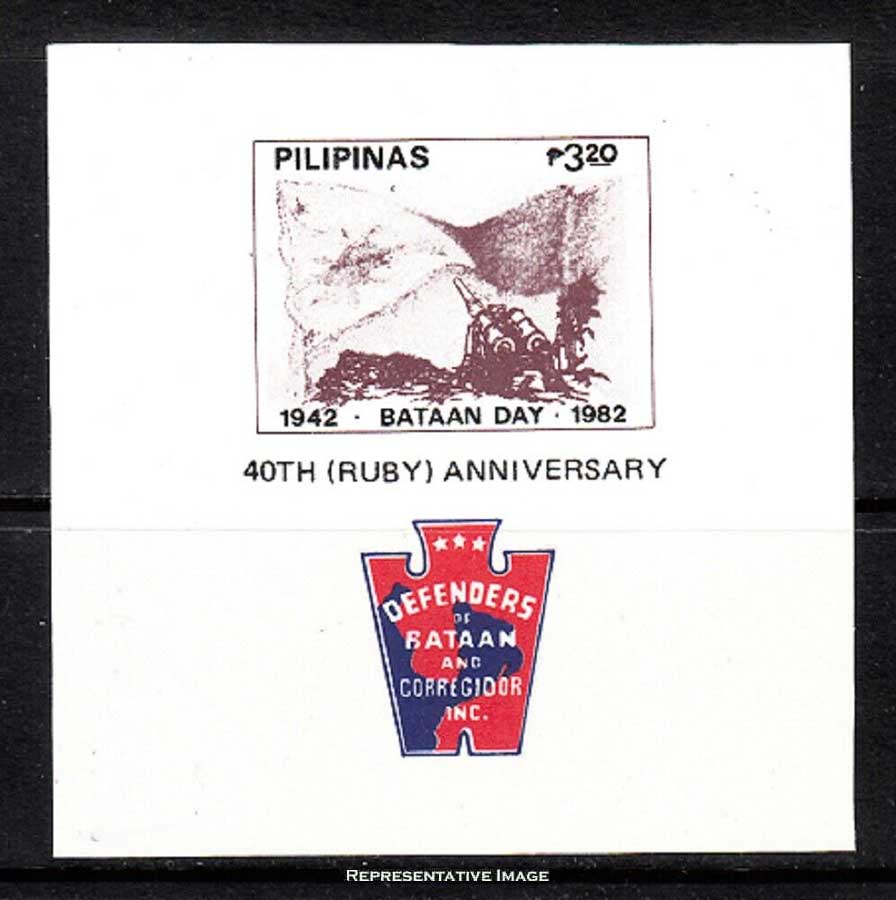 PILIPINAS ₱3.20
1942 · BATAAN DAY · 1982
40TH (RUBY) ANNIVERSARY
DEFENDERS
OF
BATAAN
AND
CORREGIDOR
INC.
REPRESENTATIVE IMAGE